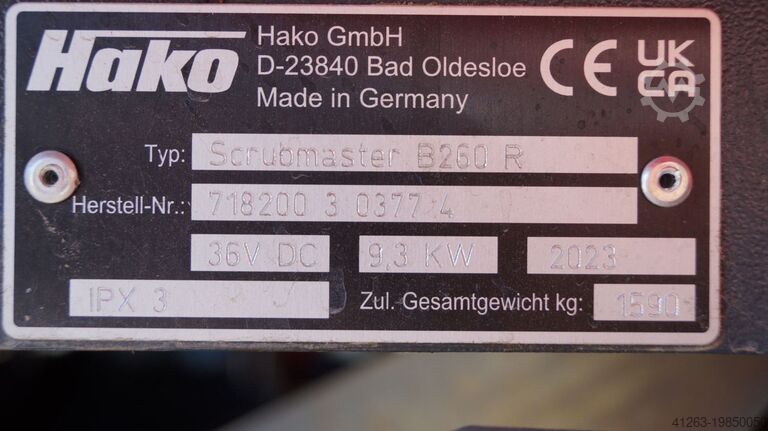 Hako
Hako GmbH
D-23840 Bad Oldesloe
Made in Germany
CE
UK
CA
Typ: Scrubmaster B260 R
Herstell-Nr.: 718200 3 0377 4
36V DC 9,3 KW 2023
IPX 3 Zul. Gesamtgewicht kg: 1590
41263-19850050